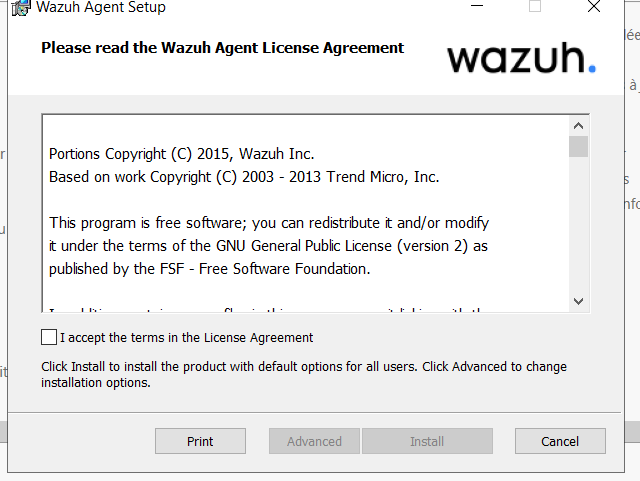 Wazuh Agent Setup
Please read the Wazuh Agent License Agreement
wazuh.
Portions Copyright (C) 2015, Wazuh Inc.
Based on work Copyright (C) 2003 - 2013 Trend Micro, Inc.
This program is free software; you can redistribute it and/or modify
it under the terms of the GNU General Public License (version 2) as
published by the FSF - Free Software Foundation.
I accept the terms in the License Agreement
Click Install to install the product with default options for all users. Click Advanced to change
installation options.
Print
Advanced
Install
Cancel